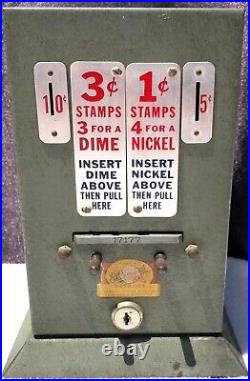 10¢
3¢
STAMPS
3 FOR A
DIME
INSERT
DIME
ABOVE
THEN PULL
HERE
1¢
STAMPS
4 FOR A
NICKEL
INSERT
NICKEL
ABOVE
THEN PULL
HERE
5¢
17177